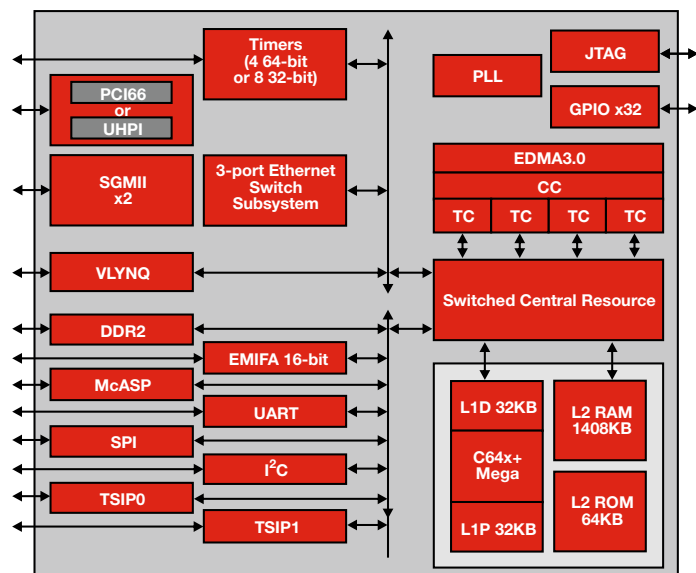 Timers
(4 64-bit
or 8 32-bit)
PCI66
or
UHPI
SGMII
x2
3-port Ethernet
Switch
Subsystem
VLYNQ
DDR2
EMIFA 16-bit
McASP
UART
SPI
I²C
TSIP0
TSIP1
PLL
JTAG
GPIO x32
EDMA3.0
CC
TC TC TC TC
Switched Central Resource
L1D 32KB
C64x+
Mega
L1P 32KB
L2 RAM
1408KB
L2 ROM
64KB